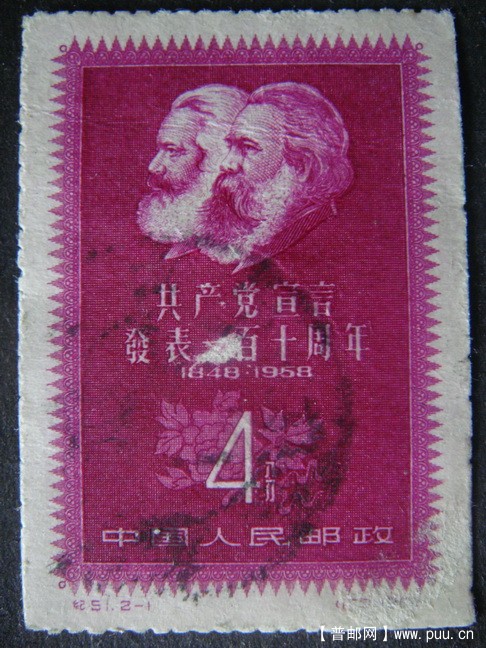 共产党宣言
發表一百十周年
1848-1958
4分
中国人民邮政
纪51.2-1
【普邮网】www.puu.cn